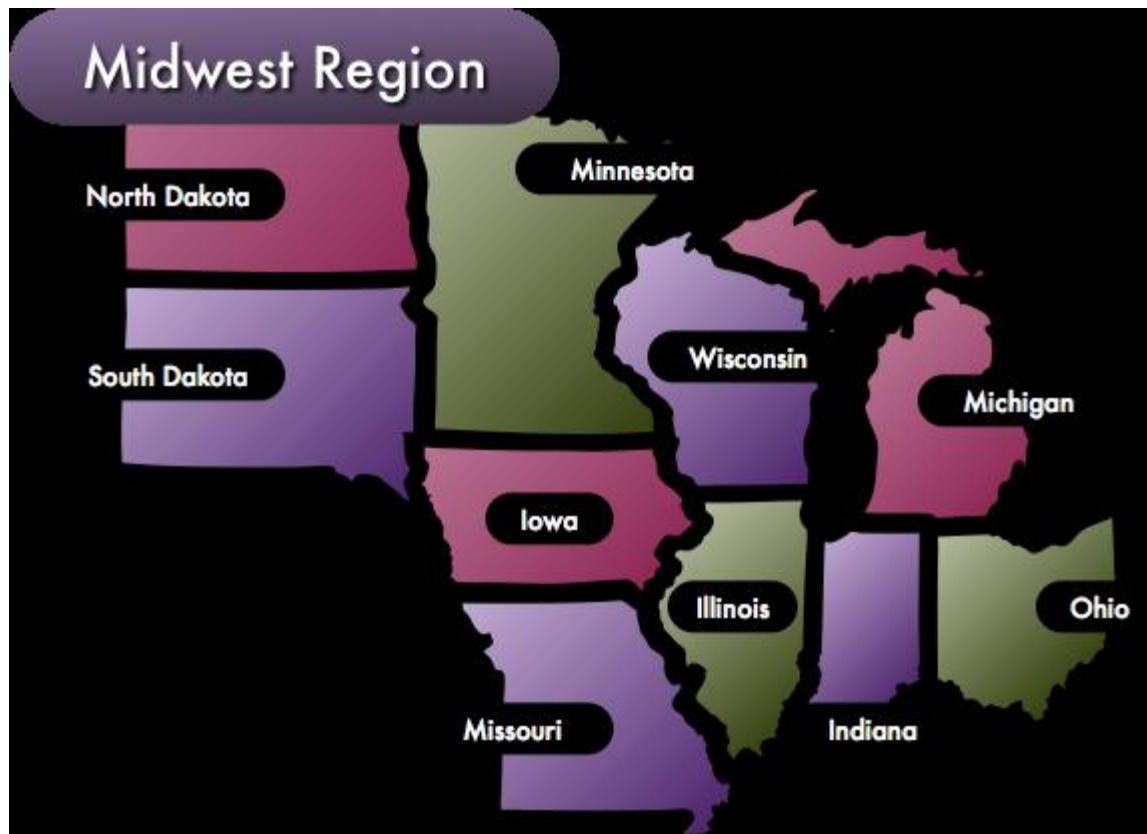 Midwest Region
Minnesota
North Dakota
Wisconsin
South Dakota
Michigan
Iowa
Illinois
Ohio
Missouri
Indiana